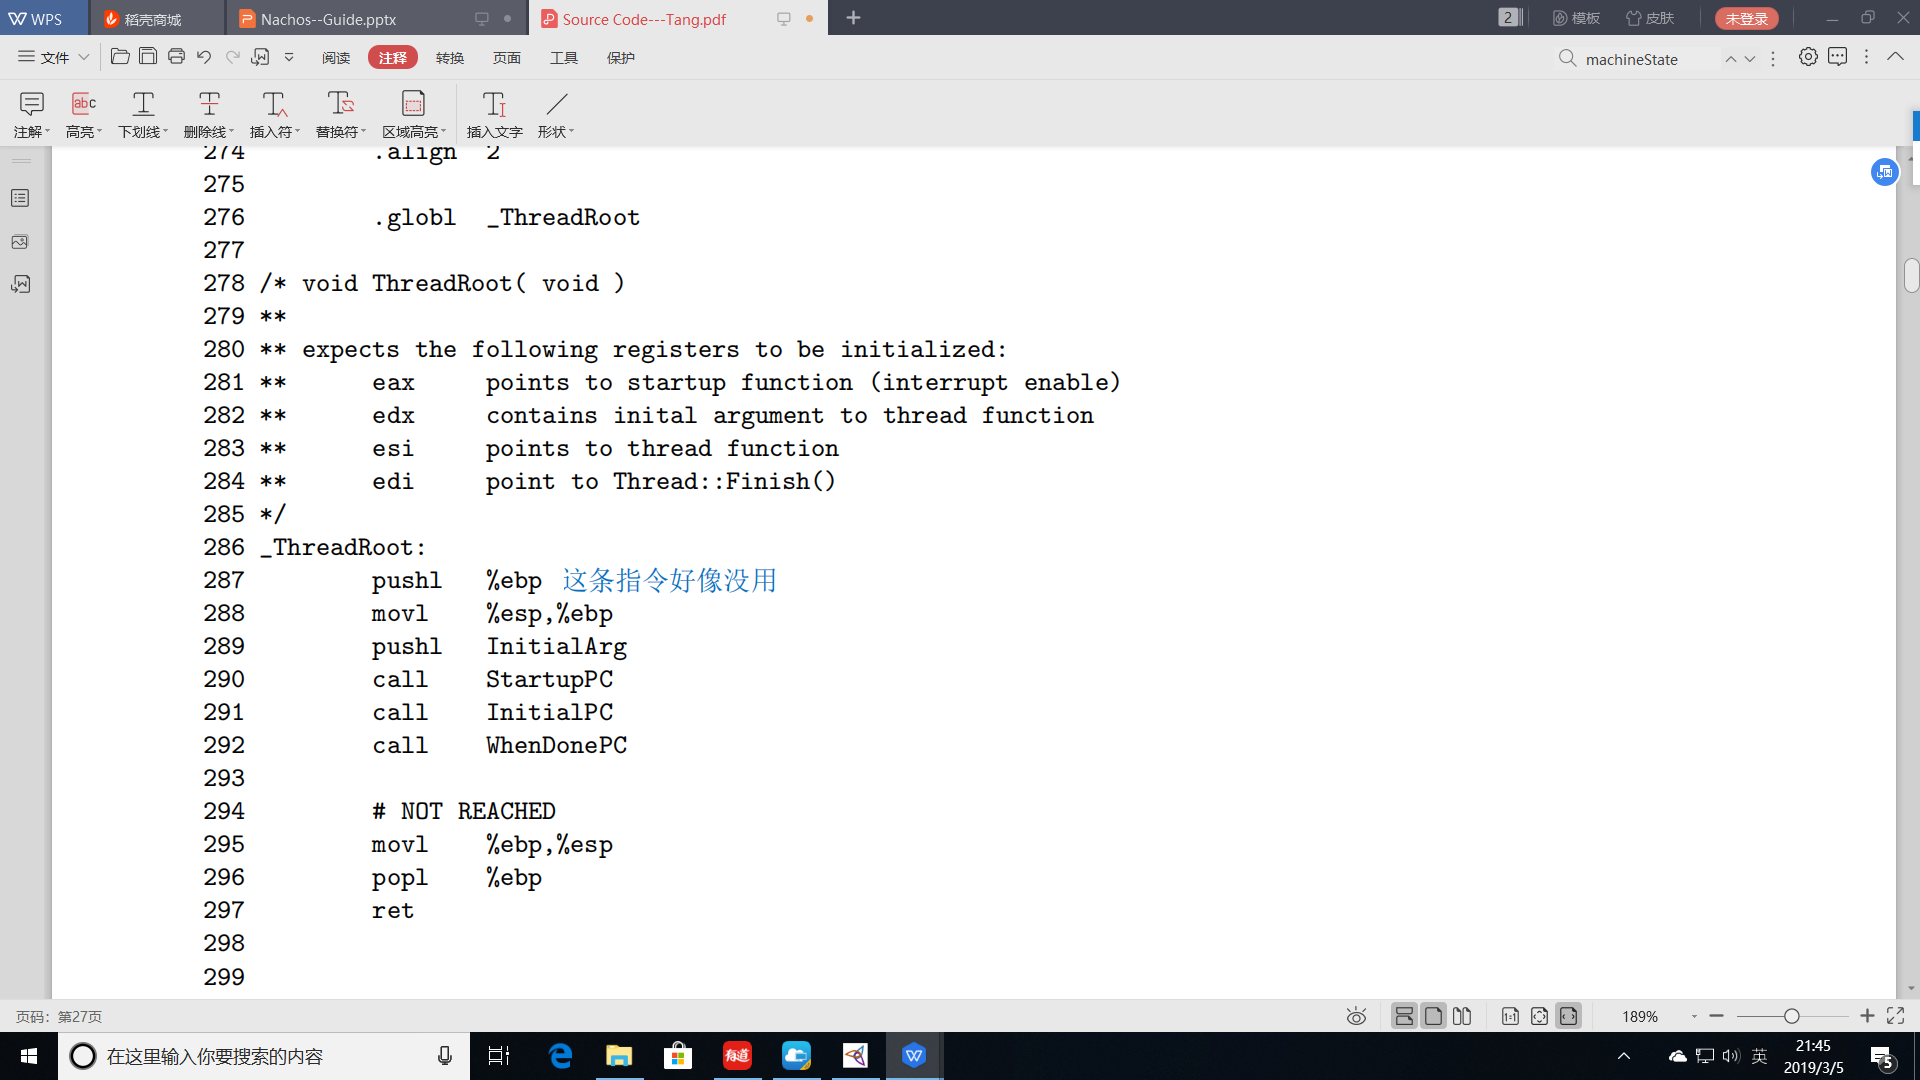 WPS 稻壳商城 Nachos--Guide.pptx Source Code---Tang.pdf 2 模板 皮肤 未登录
文件 阅读 注释 转换 页面 工具 保护 machineState
注解 高亮 下划线 删除线 插入符 替换符 区域高亮 插入文字 形状
274 .align 2
275
276 .globl _ThreadRoot
277
278 /* void ThreadRoot( void )
279 **
280 ** expects the following registers to be initialized:
281 ** eax points to startup function (interrupt enable)
282 ** edx contains inital argument to thread function
283 ** esi points to thread function
284 ** edi point to Thread::Finish()
285 */
286 _ThreadRoot:
287 pushl %ebp 这条指令好像没用
288 movl %esp,%ebp
289 pushl InitialArg
290 call StartupPC
291 call InitialPC
292 call WhenDonePC
293
294 # NOT REACHED
295 movl %ebp,%esp
296 popl %ebp
297 ret
298
299
页码: 第27页 189%
在这里输入你要搜索的内容 有道 英 21:45
2019/3/5 5